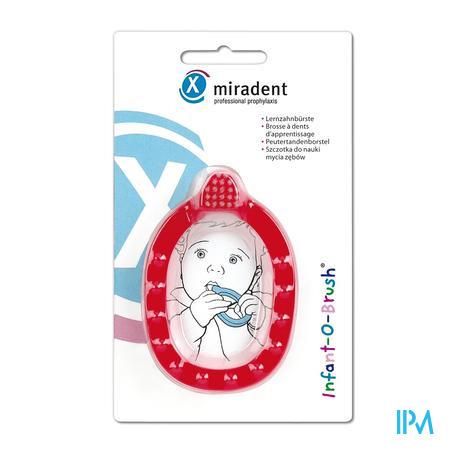 X miradent
professional prophylaxis
• Lernzahnbürste
• Brosse à dents
d'apprentissage
• Peutertandenborstel
• Szczotka do nauki
mycia zębów
X
Infant-O-Brush®
IPM